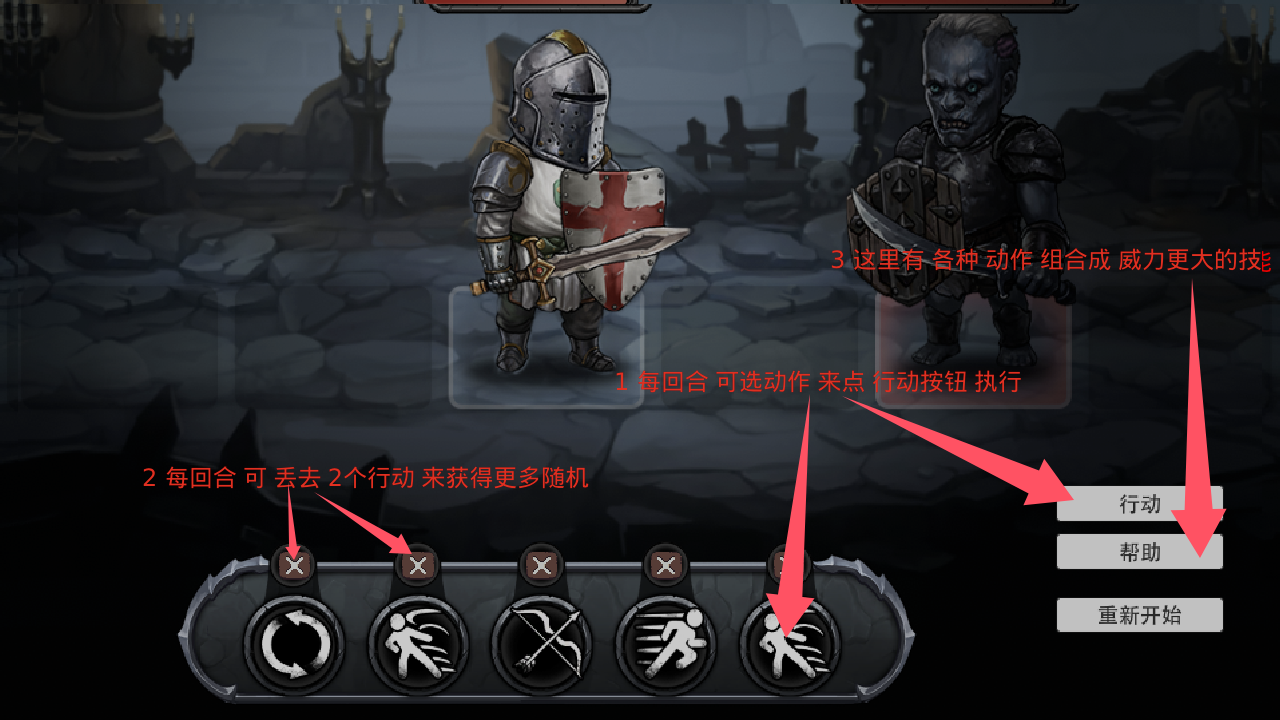 3 这里有 各种 动作 组合成 威力更大的技能
1 每回合 可选动作 来点 行动按钮 执行
2 每回合 可 丢去 2个行动 来获得更多随机
行动
帮助
重新开始